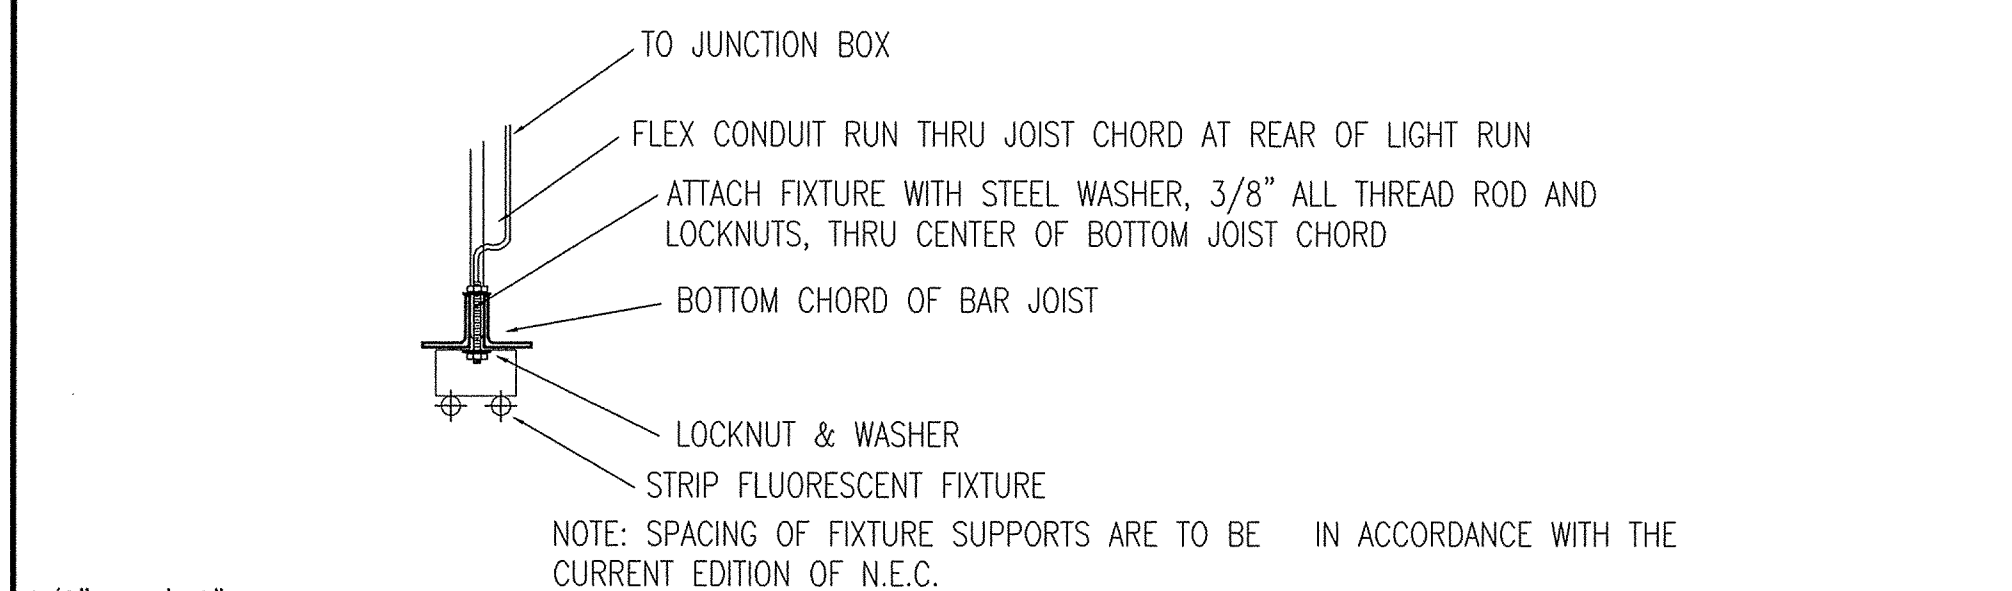 TO JUNCTION BOX
FLEX CONDUIT RUN THRU JOIST CHORD AT REAR OF LIGHT RUN
ATTACH FIXTURE WITH STEEL WASHER, 3/8" ALL THREAD ROD AND
LOCKNUTS, THRU CENTER OF BOTTOM JOIST CHORD
BOTTOM CHORD OF BAR JOIST
LOCKNUT & WASHER
STRIP FLUORESCENT FIXTURE
NOTE: SPACING OF FIXTURE SUPPORTS ARE TO BE IN ACCORDANCE WITH THE
CURRENT EDITION OF N.E.C.